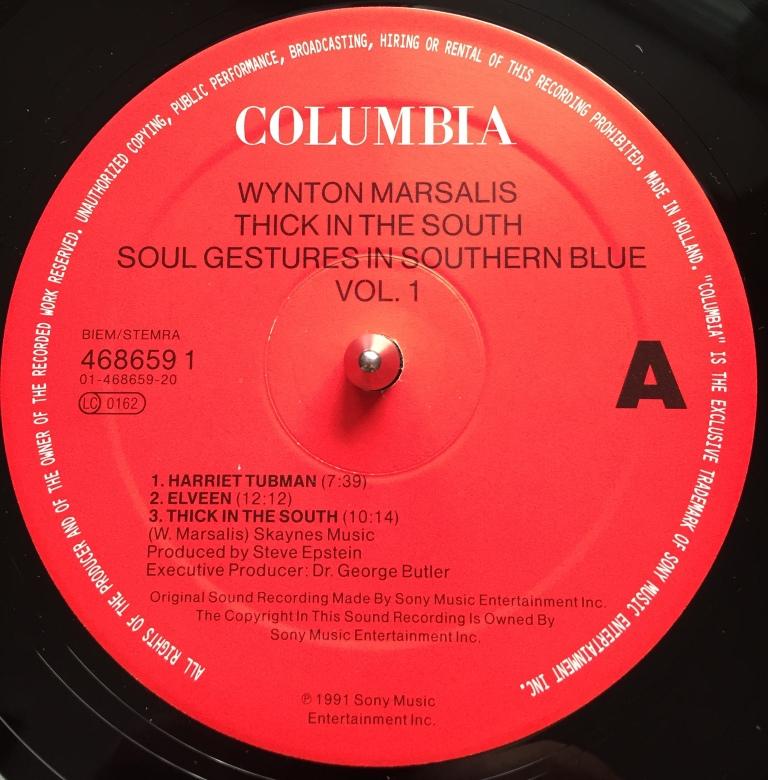 ALL RIGHTS OF THE PRODUCER AND OF THE OWNER OF THE RECORDED WORK RESERVED. UNAUTHORIZED COPYING, PUBLIC PERFORMANCE, BROADCASTING, HIRING OR RENTAL OF THIS RECORDING PROHIBITED. MADE IN HOLLAND. "COLUMBIA" IS THE EXCLUSIVE TRADEMARK OF SONY MUSIC ENTERTAINMENT INC.
COLUMBIA
WYNTON MARSALIS
THICK IN THE SOUTH
SOUL GESTURES IN SOUTHERN BLUE
VOL. 1
BIEM/STEMRA
468659 1
01-468659-20
LC 0162
A
1. HARRIET TUBMAN (7:39)
2. ELVEEN (12:12)
3. THICK IN THE SOUTH (10:14)
(W. Marsalis) Skaynes Music
Produced by Steve Epstein
Executive Producer: Dr. George Butler
Original Sound Recording Made By Sony Music Entertainment Inc.
The Copyright In This Sound Recording Is Owned By
Sony Music Entertainment Inc.
℗ 1991 Sony Music
Entertainment Inc.